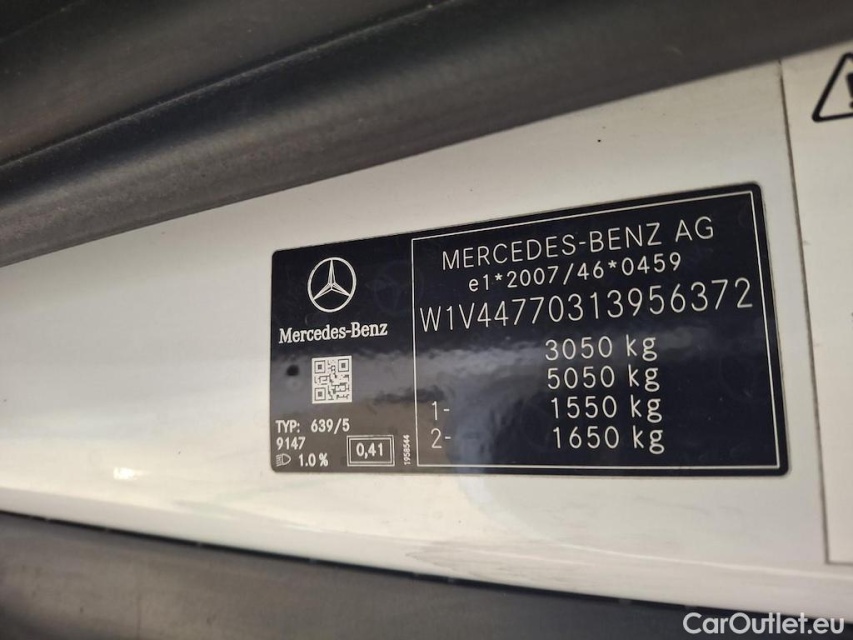 Mercedes-Benz
TYP: 639/5
9147
1.0 %
0,41
1958544
MERCEDES-BENZ AG
e1*2007/46*0459
W1V44770313956372
3050 kg
5050 kg
1- 1550 kg
2- 1650 kg
CarOutlet.eu